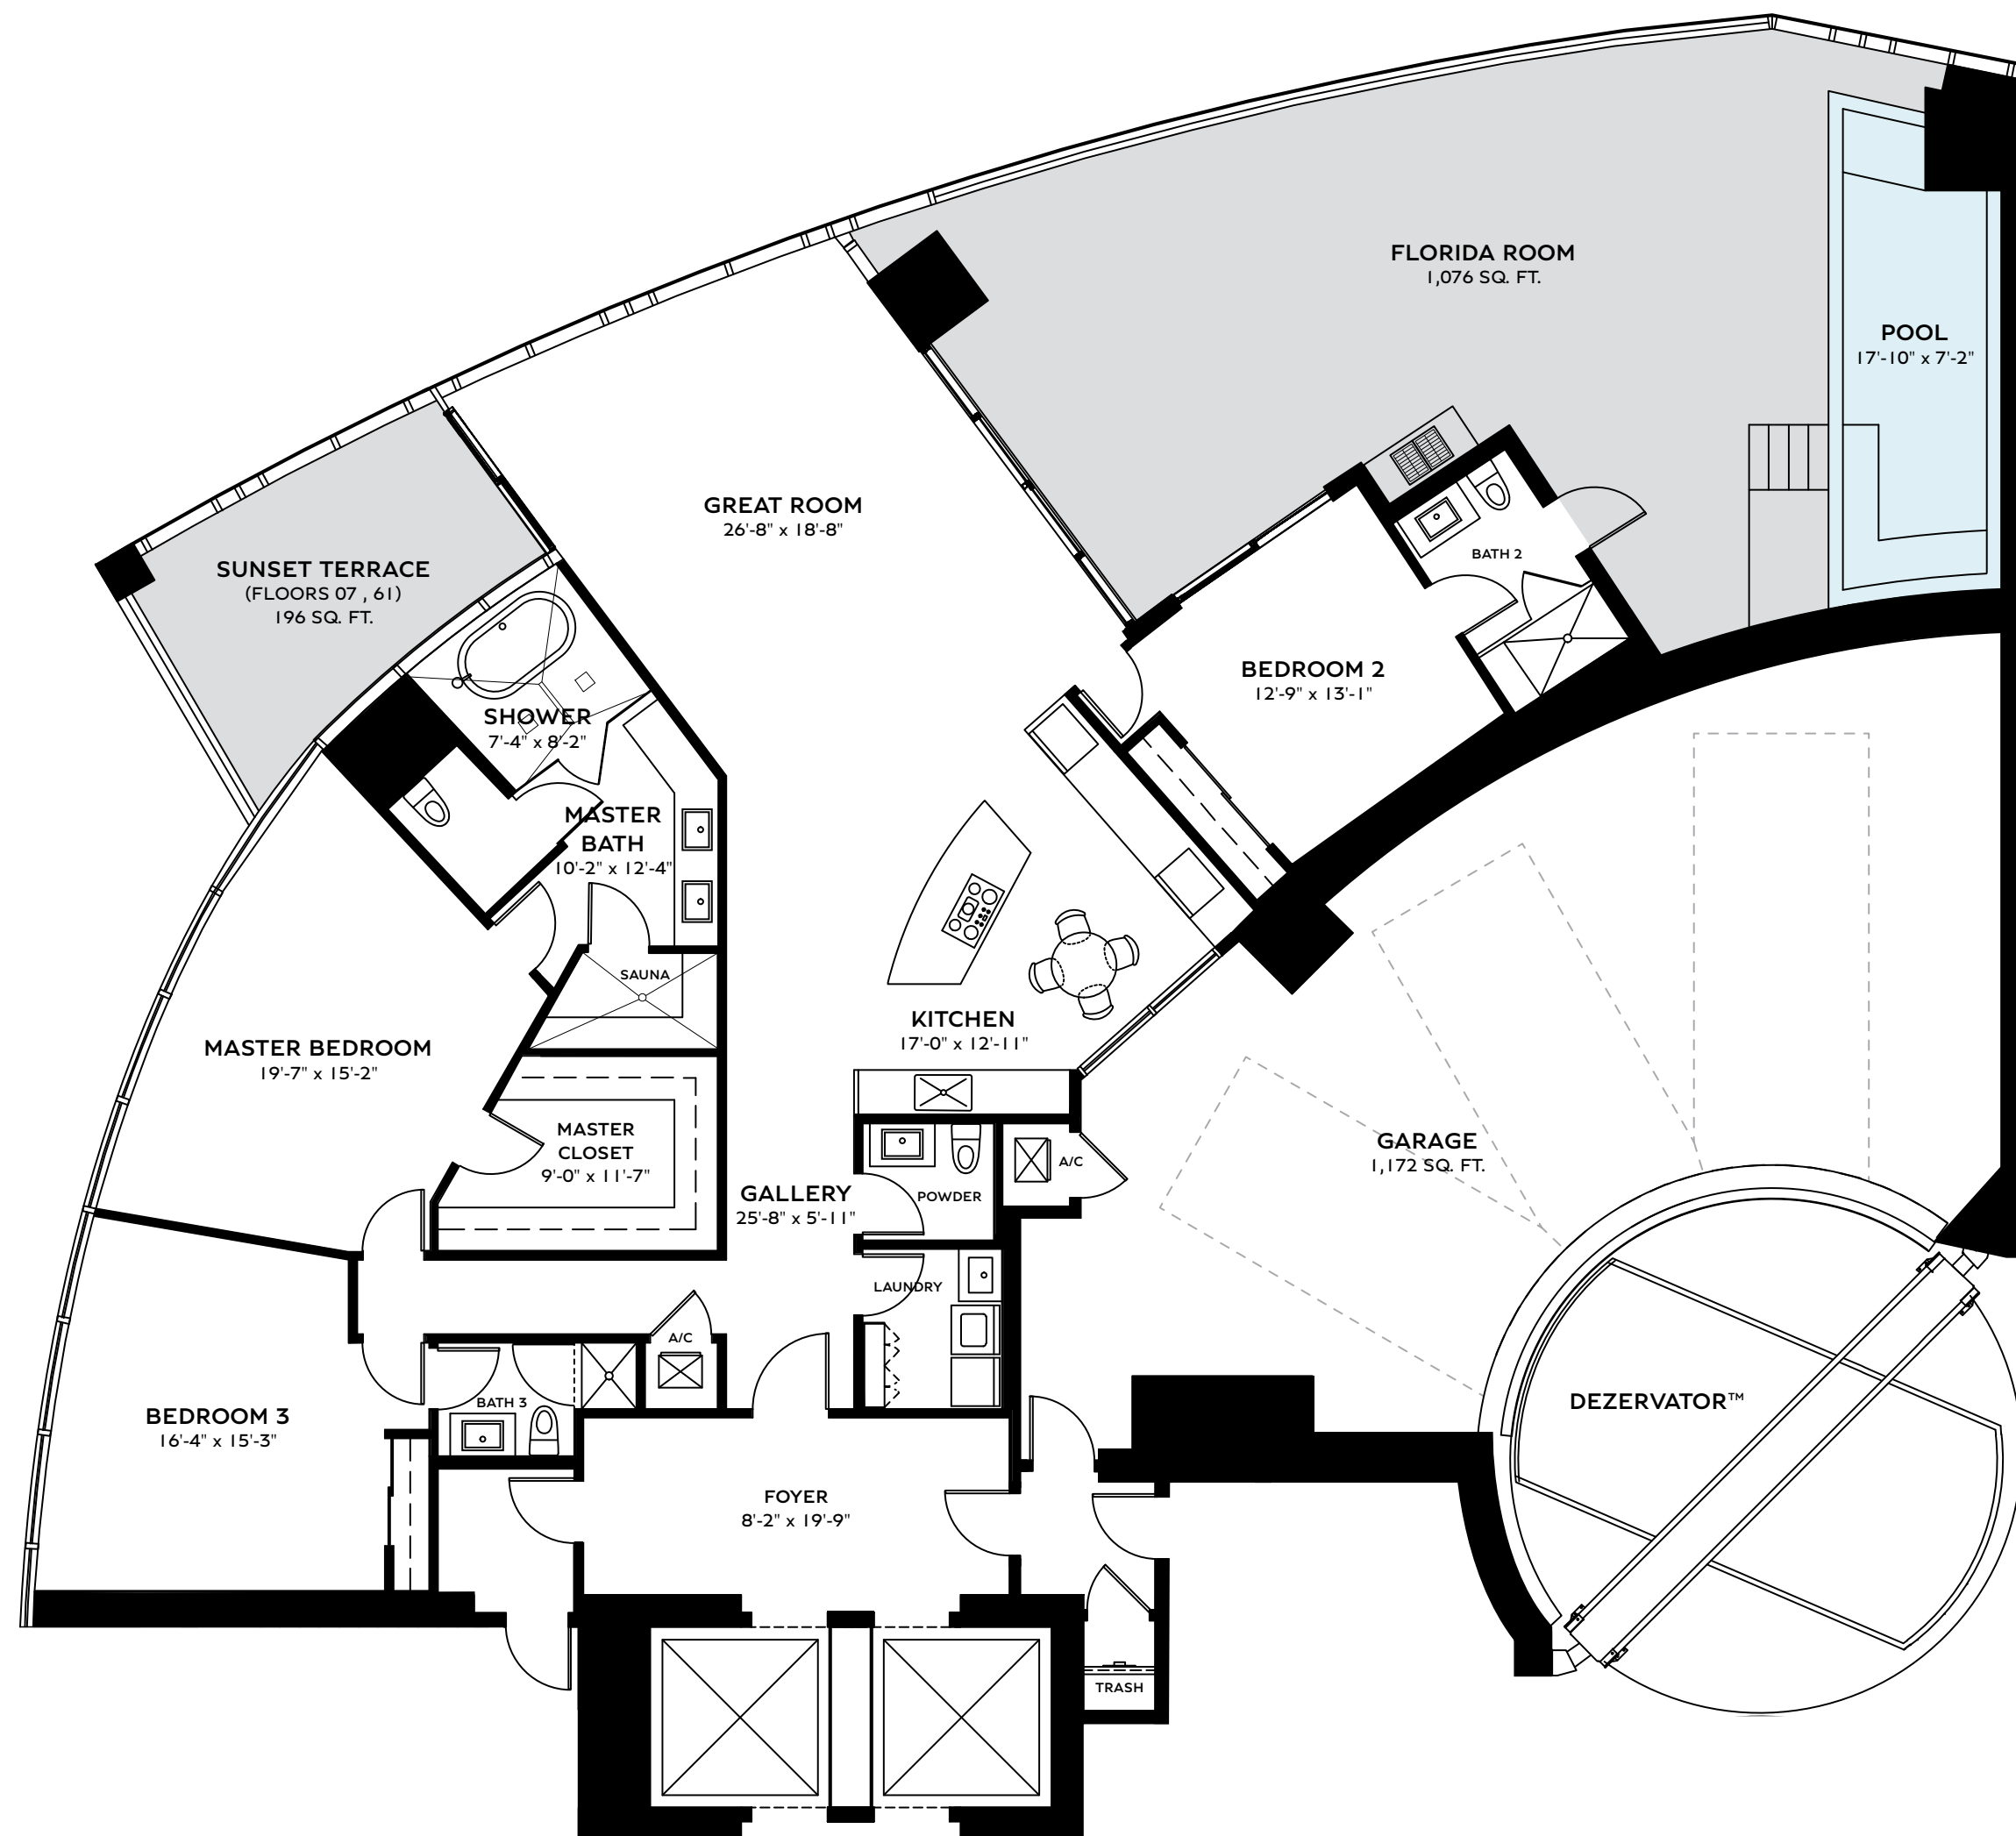 FLORIDA ROOM
1,076 SQ. FT.
POOL
17'-10" x 7'-2"
GREAT ROOM
26'-8" x 18'-8"
SUNSET TERRACE
(FLOORS 07 , 61)
196 SQ. FT.
BATH 2
BEDROOM 2
12'-9" x 13'-1"
SHOWER
7'-4" x 8'-2"
MASTER
BATH
10'-2" x 12'-4"
SAUNA
KITCHEN
17'-0" x 12'-11"
MASTER BEDROOM
19'-7" x 15'-2"
MASTER
CLOSET
9'-0" x 11'-7"
GARAGE
1,172 SQ. FT.
A/C
GALLERY
25'-8" x 5'-11"
POWDER
LAUNDRY
A/C
BATH 3
DEZERVATOR™
BEDROOM 3
16'-4" x 15'-3"
FOYER
8'-2" x 19'-9"
TRASH